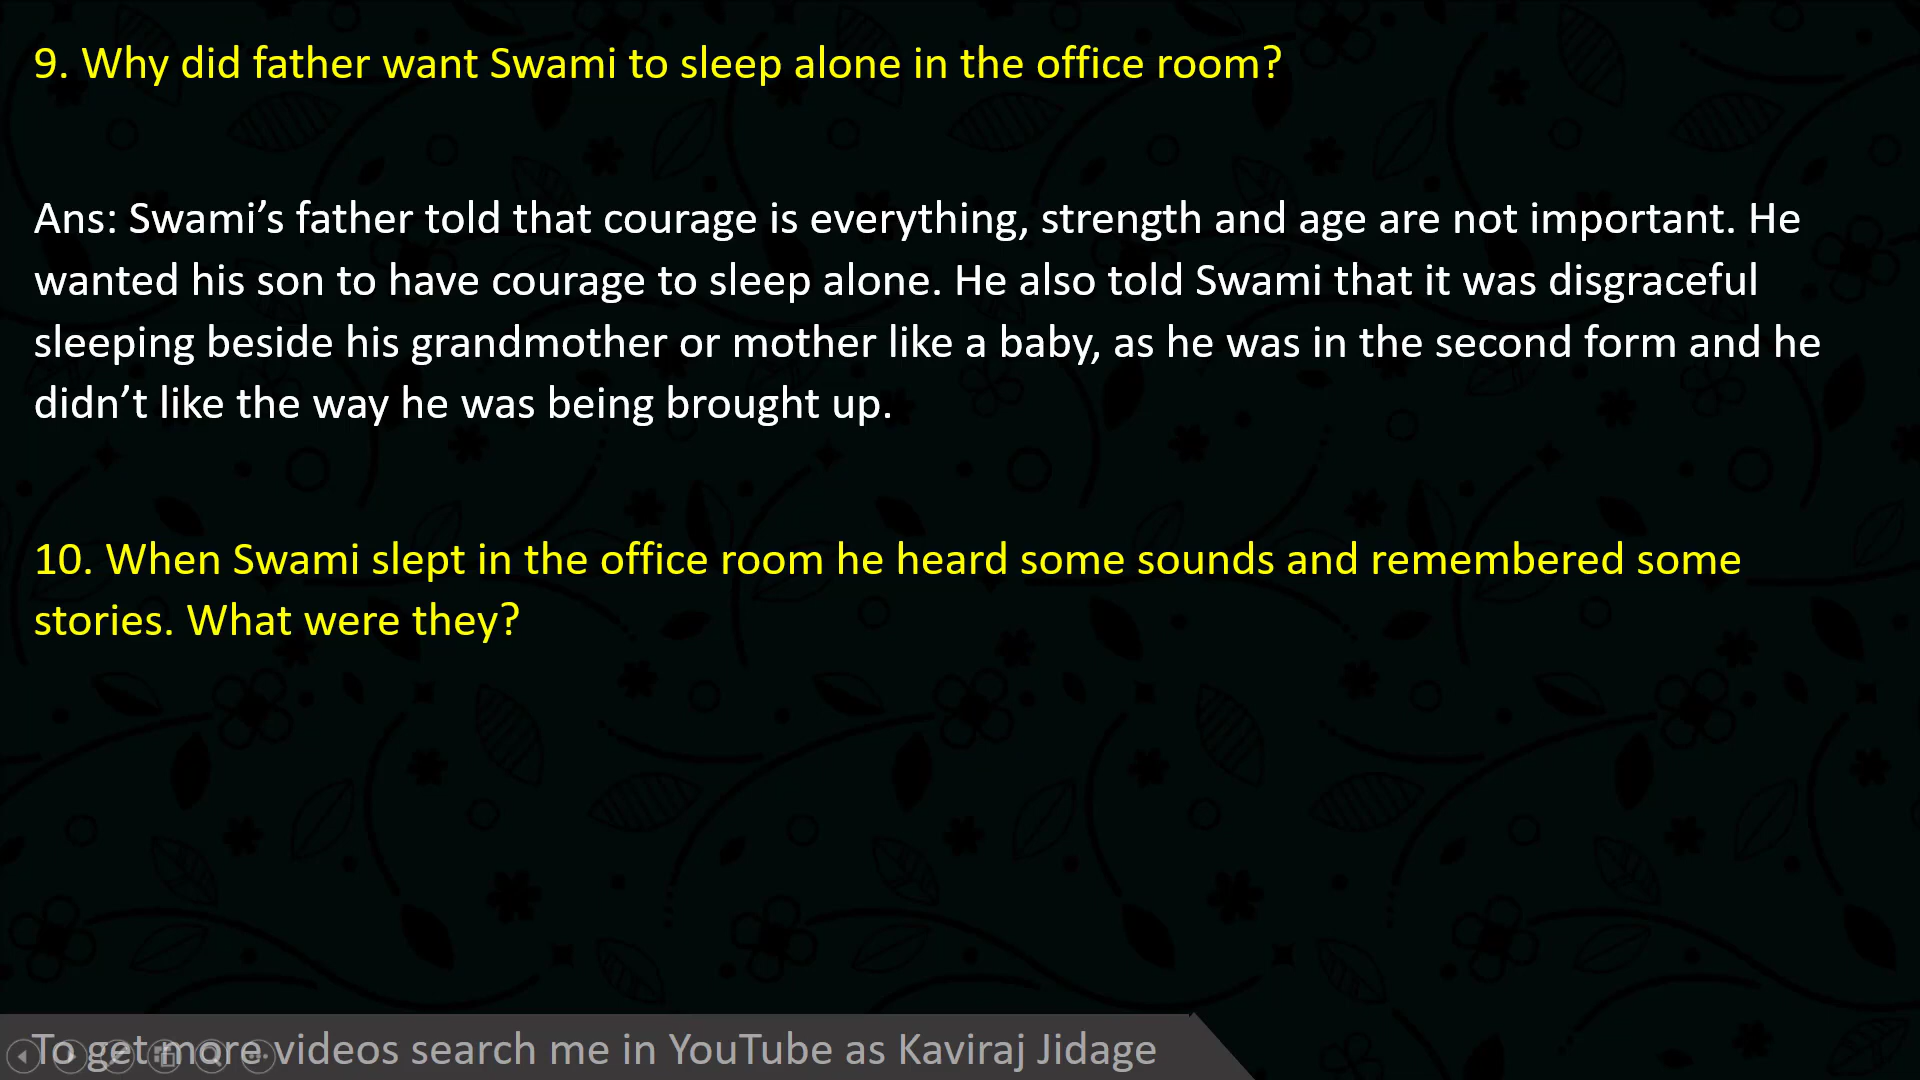 9. Why did father want Swami to sleep alone in the office room?
Ans: Swami’s father told that courage is everything, strength and age are not important. He
wanted his son to have courage to sleep alone. He also told Swami that it was disgraceful
sleeping beside his grandmother or mother like a baby, as he was in the second form and he
didn’t like the way he was being brought up.
10. When Swami slept in the office room he heard some sounds and remembered some
stories. What were they?
To get more videos search me in YouTube as Kaviraj Jidage